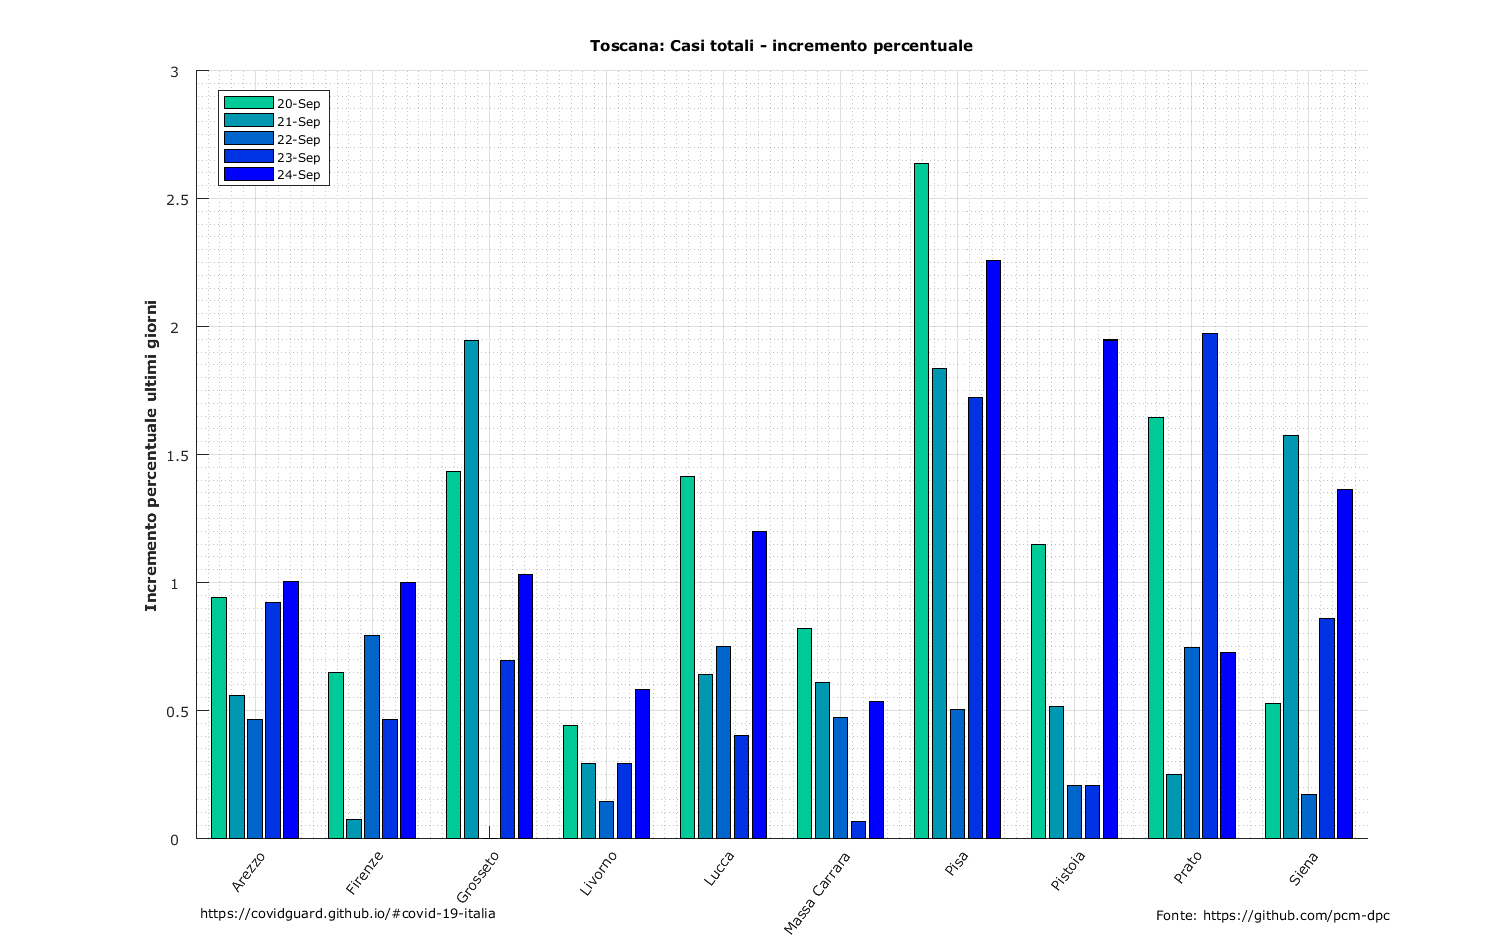 Toscana: Casi totali - incremento percentuale
3
2.5
2
1.5
1
0.5
0
Incremento percentuale ultimi giorni
20-Sep
21-Sep
22-Sep
23-Sep
24-Sep
Arezzo
Firenze
Grosseto
Livorno
Lucca
Massa Carrara
Pisa
Pistoia
Prato
Siena
https://covidguard.github.io/#covid-19-italia
Fonte: https://github.com/pcm-dpc